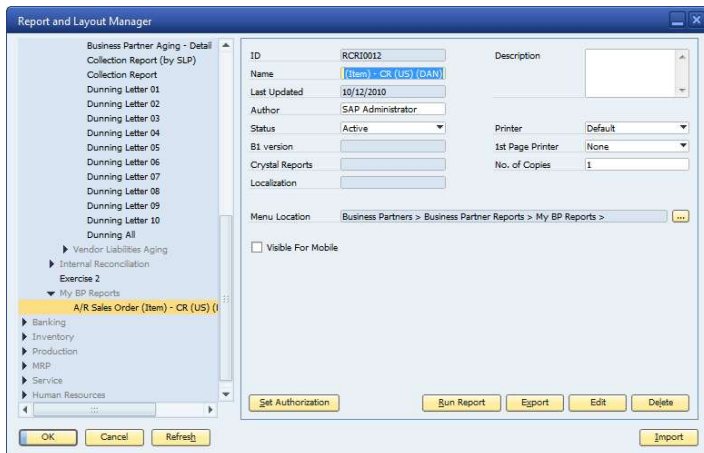 Report and Layout Manager
Business Partner Aging - Detail
Collection Report (by SLP)
Collection Report
Dunning Letter 01
Dunning Letter 02
Dunning Letter 03
Dunning Letter 04
Dunning Letter 05
Dunning Letter 06
Dunning Letter 07
Dunning Letter 08
Dunning Letter 09
Dunning Letter 10
Dunning All
Vendor Liabilities Aging
Internal Reconciliation
Exercise 2
My BP Reports
A/R Sales Order (Item) - CR (US) (
Banking
Inventory
Production
MRP
Service
Human Resources
ID RCRI0012
Name (Item) - CR (US) (DAN)
Last Updated 10/12/2010
Author SAP Administrator
Status Active
B1 version
Crystal Reports
Localization
Description
Printer Default
1st Page Printer None
No. of Copies 1
Menu Location Business Partners > Business Partner Reports > My BP Reports > ...
Visible For Mobile
Set Authorization Run Report Export Edit Delete
OK Cancel Refresh Import